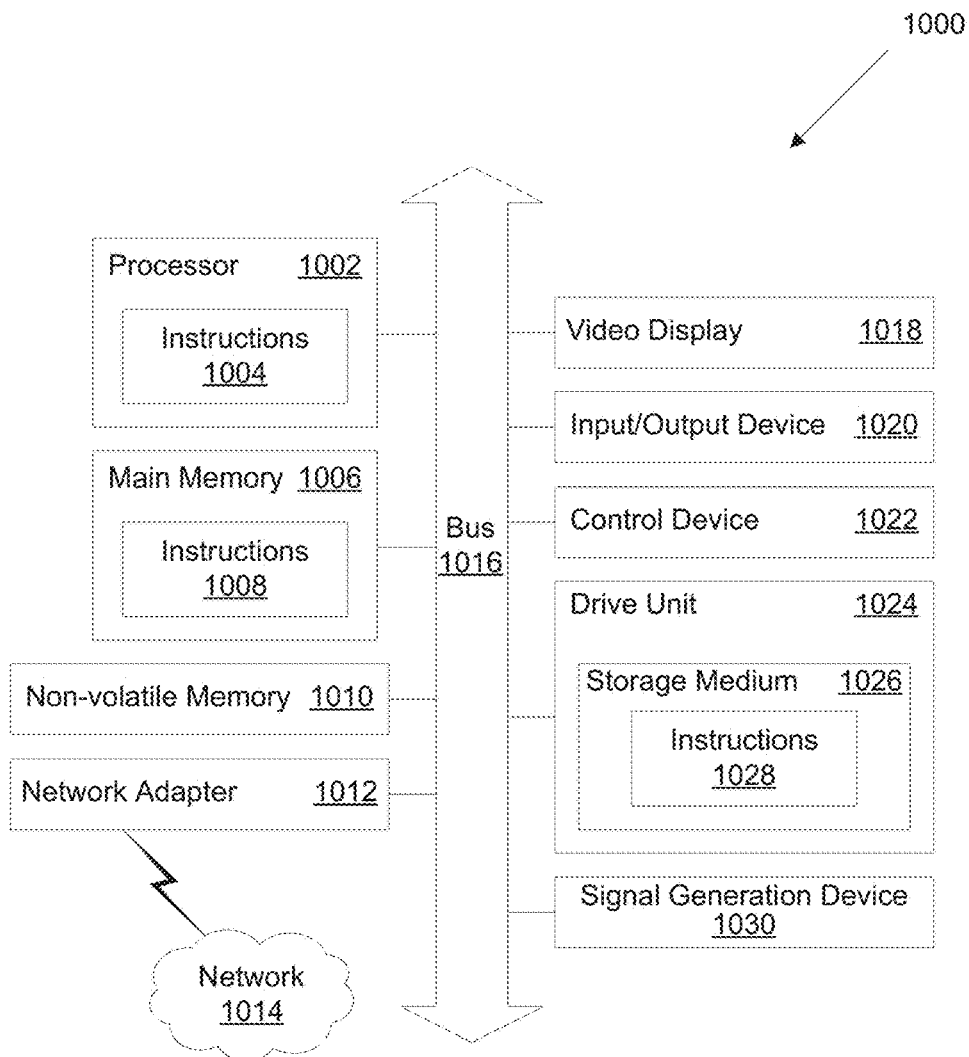 1000
Processor 1002
Instructions
1004
Main Memory 1006
Instructions
1008
Non-volatile Memory 1010
Network Adapter 1012
Network
1014
Bus
1016
Video Display 1018
Input/Output Device 1020
Control Device 1022
Drive Unit 1024
Storage Medium 1026
Instructions
1028
Signal Generation Device
1030